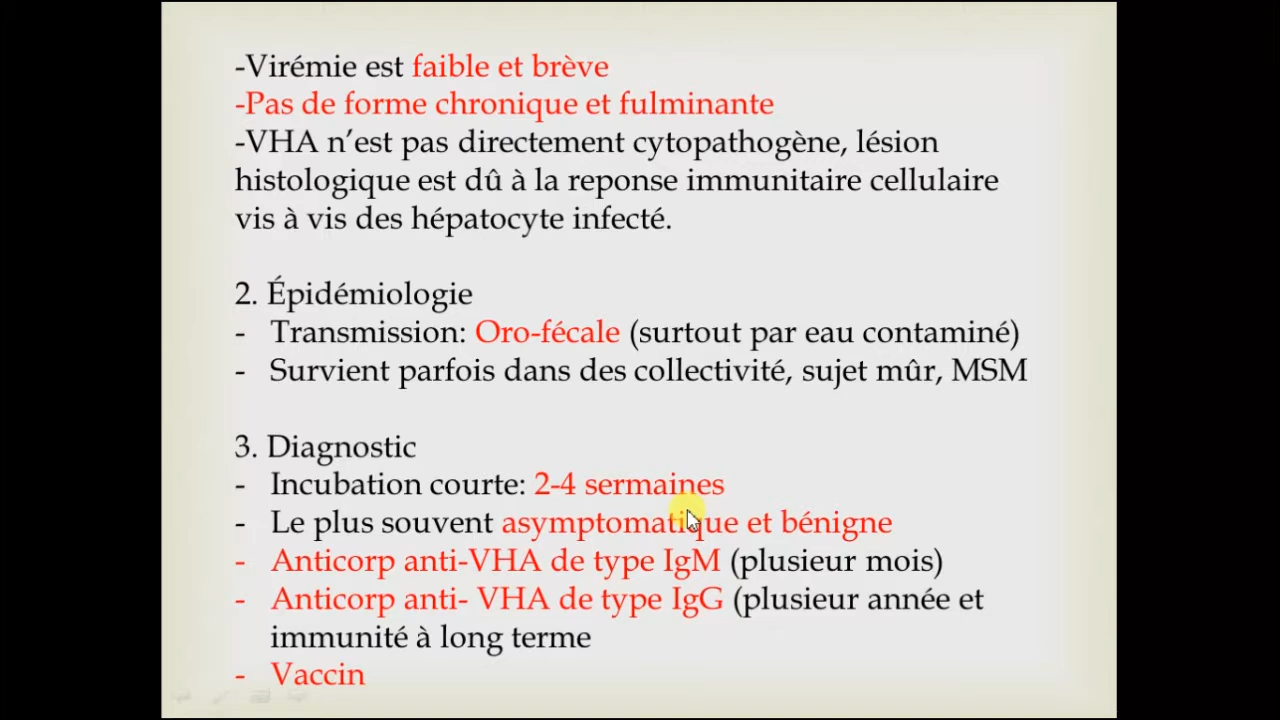 -Virémie est faible et brève
-Pas de forme chronique et fulminante
-VHA n’est pas directement cytopathogène, lésion
histologique est dû à la reponse immunitaire cellulaire
vis à vis des hépatocyte infecté.
2. Épidémiologie
- Transmission: Oro-fécale (surtout par eau contaminé)
- Survient parfois dans des collectivité, sujet mûr, MSM
3. Diagnostic
- Incubation courte: 2-4 sermaines
- Le plus souvent asymptomatique et bénigne
- Anticorp anti-VHA de type IgM (plusieur mois)
- Anticorp anti- VHA de type IgG (plusieur année et
immunité à long terme
- Vaccin